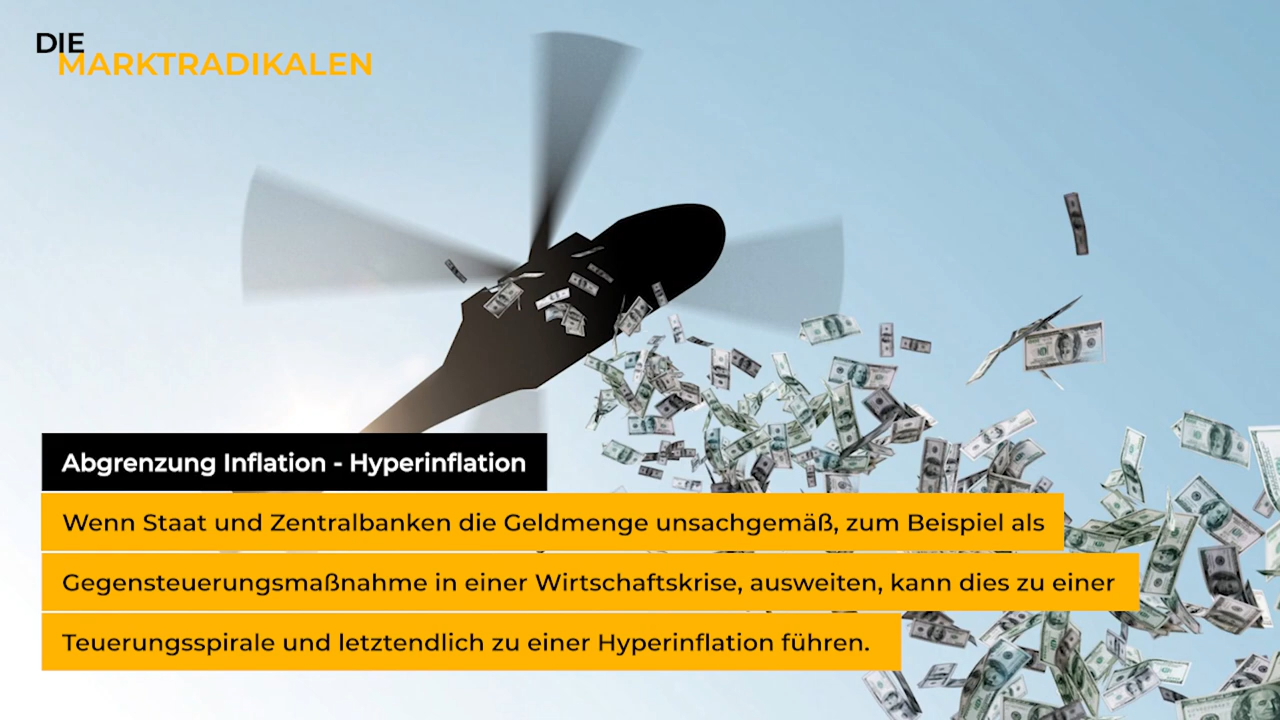 DIE
MARKTRADIKALEN
Abgrenzung Inflation - Hyperinflation
Wenn Staat und Zentralbanken die Geldmenge unsachgemäß, zum Beispiel als
Gegensteuerungsmaßnahme in einer Wirtschaftskrise, ausweiten, kann dies zu einer
Teuerungsspirale und letztendlich zu einer Hyperinflation führen.